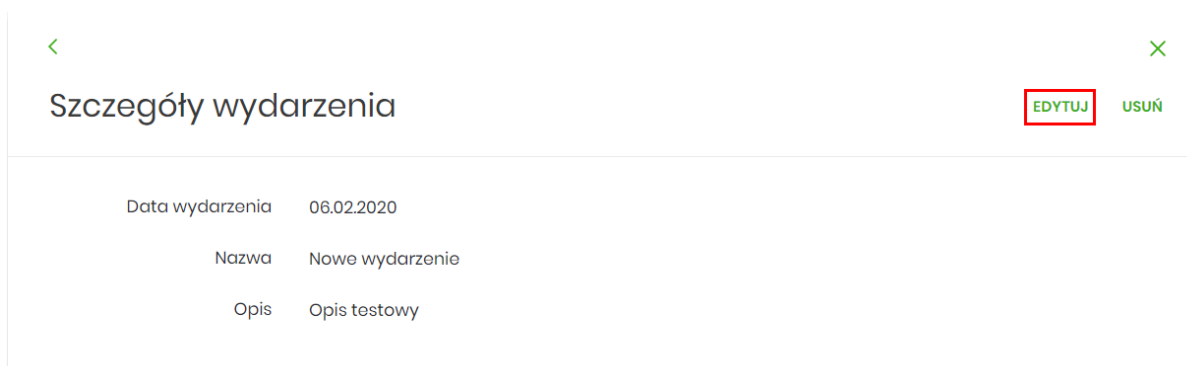 Szczegóły wydarzenia
EDYTUJ USUŃ
Data wydarzenia 06.02.2020
Nazwa Nowe wydarzenie
Opis Opis testowy